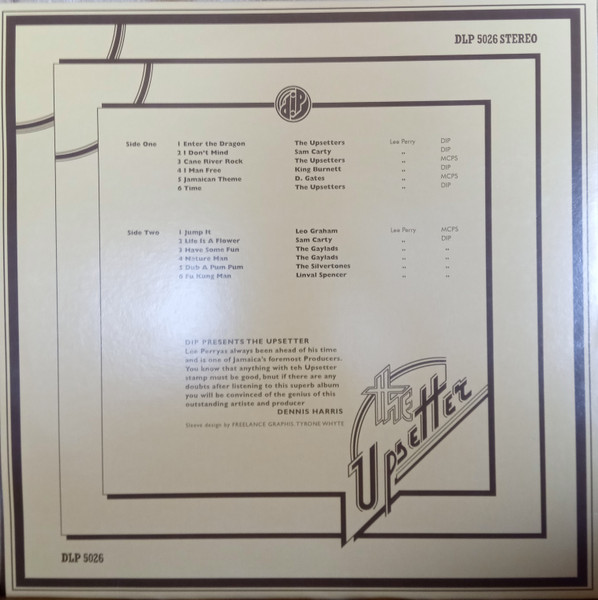 DLP 5026 STEREO
DIP
Side One 1 Enter the Dragon The Upsetters Lee Perry DIP
2 I Don't Mind Sam Carty " DIP
3 Cane River Rock The Upsetters " MCPS
4 I Man Free King Burnett " DIP
5 Jamaican Theme D. Gates " MCPS
6 Time The Upsetters " DIP
Side Two 1 Jump It Leo Graham Lee Perry MCPS
2 Life Is A Flower Sam Carty " DIP
3 Have Some Fun The Gaylads " "
4 Mature Man The Gaylads " "
5 Dub A Pum Pum The Silvertones " "
6 Fu Kung Man Linval Spencer " "
DIP PRESENTS THE UPSETTER
Lee Perryas always been ahead of his time
and is one of Jamaica's foremost Producers.
You know that anything with teh Upsetter
stamp must be good, bnut if there are any
doubts after listening to this superb album
you will be convinced of the genius of this
outstanding artiste and producer
DENNIS HARRIS
Sleeve design by FREELANCE GRAPHIS, TYRONE WHYTE
the
Upsetter
DLP 5026